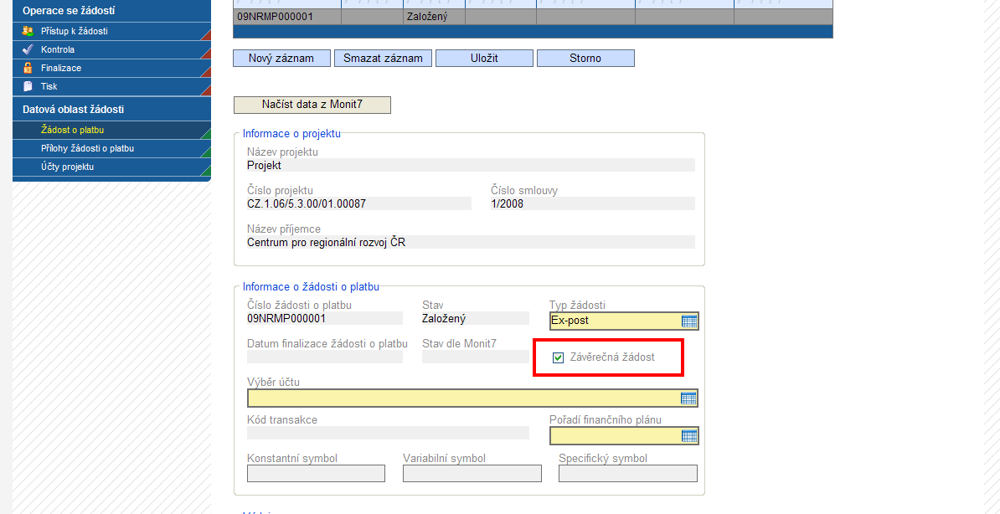 Operace se žádostí
Přístup k žádosti
Kontrola
Finalizace
Tisk
Datová oblast žádosti
Žádost o platbu
Přílohy žádosti o platbu
Účty projektu
09NRMP000001 Založený
Nový záznam Smazat záznam Uložit Storno
Načíst data z Monit7
Informace o projektu
Název projektu
Projekt
Číslo projektu Číslo smlouvy
CZ.1.06/5.3.00/01.00087 1/2008
Název příjemce
Centrum pro regionální rozvoj ČR
Informace o žádosti o platbu
Číslo žádosti o platbu Stav Typ žádosti
09NRMP000001 Založený Ex-post
Datum finalizace žádosti o platbu Stav dle Monit7
Závěrečná žádost
Výběr účtu
Kód transakce Pořadí finančního plánu
Konstantní symbol Variabilní symbol Specifický symbol